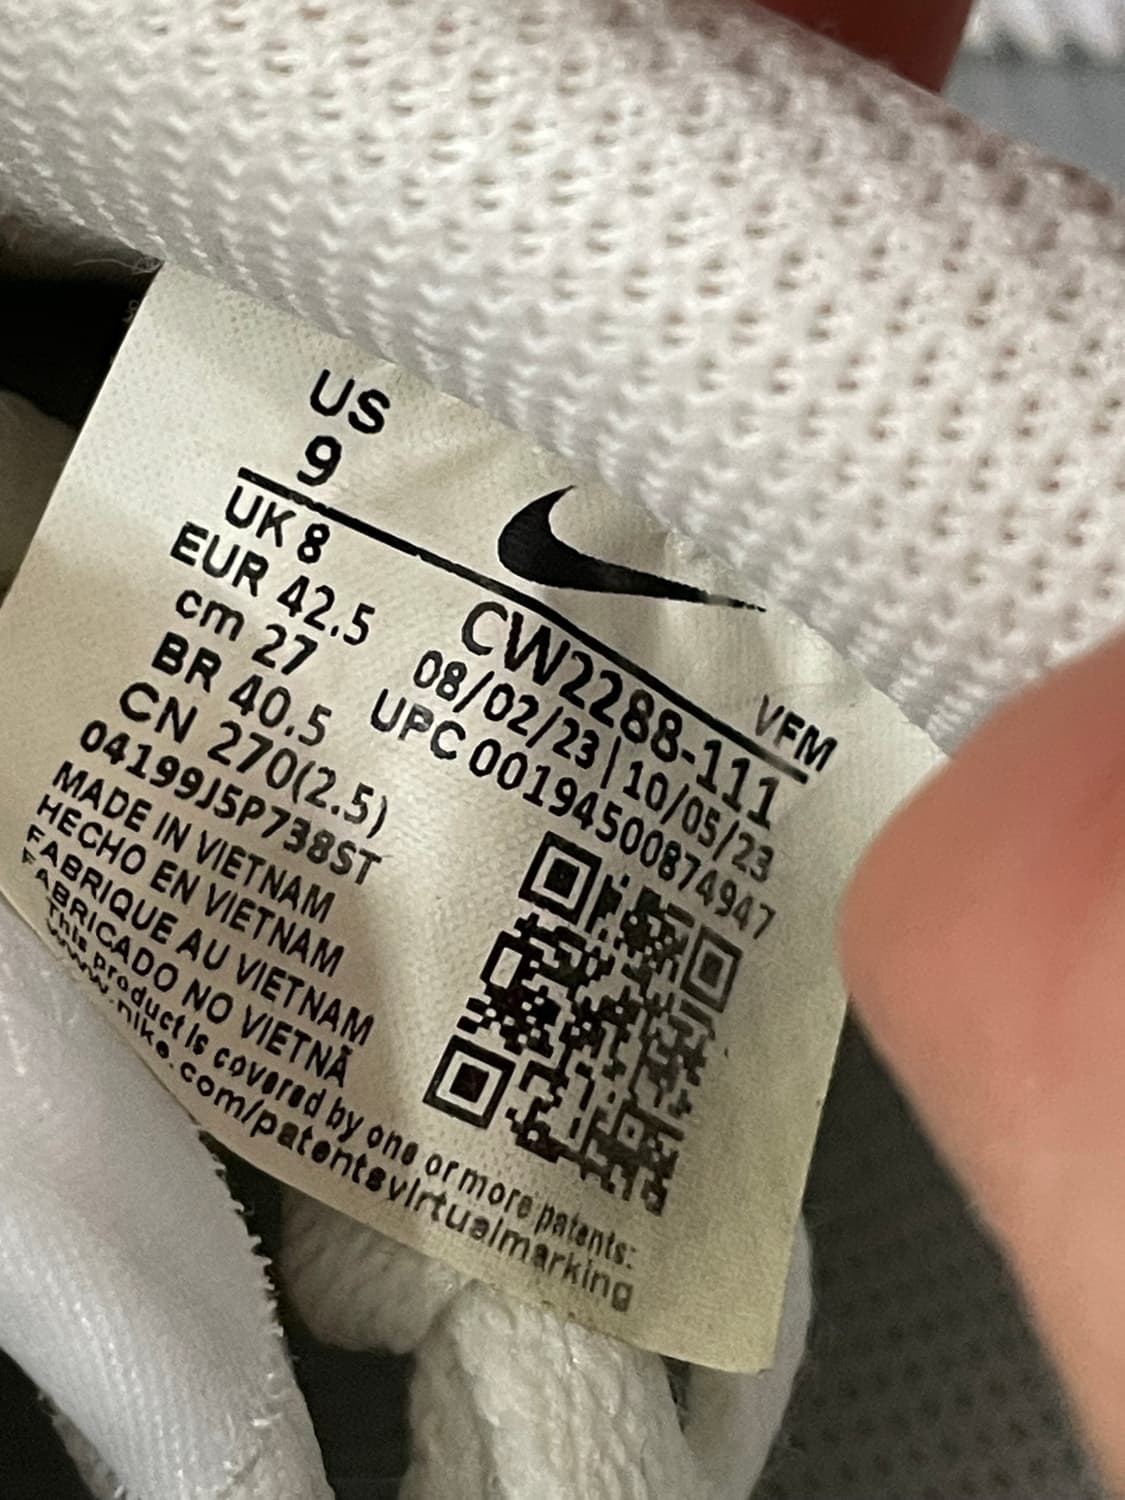 US
9
UK 8
EUR 42.5
cm 27
BR 40.5
CN 270(2.5)
04199J5P738ST
MADE IN VIETNAM
HECHO EN VIETNAM
FABRIQUE AU VIETNAM
FABRICADO NO VIETNÃ
This product is covered by one or more patents:
www.nike.com/patentsvirtualmarking
VFM
CW2288-111
08/02/23|10/05/23
UPC 00194500874947